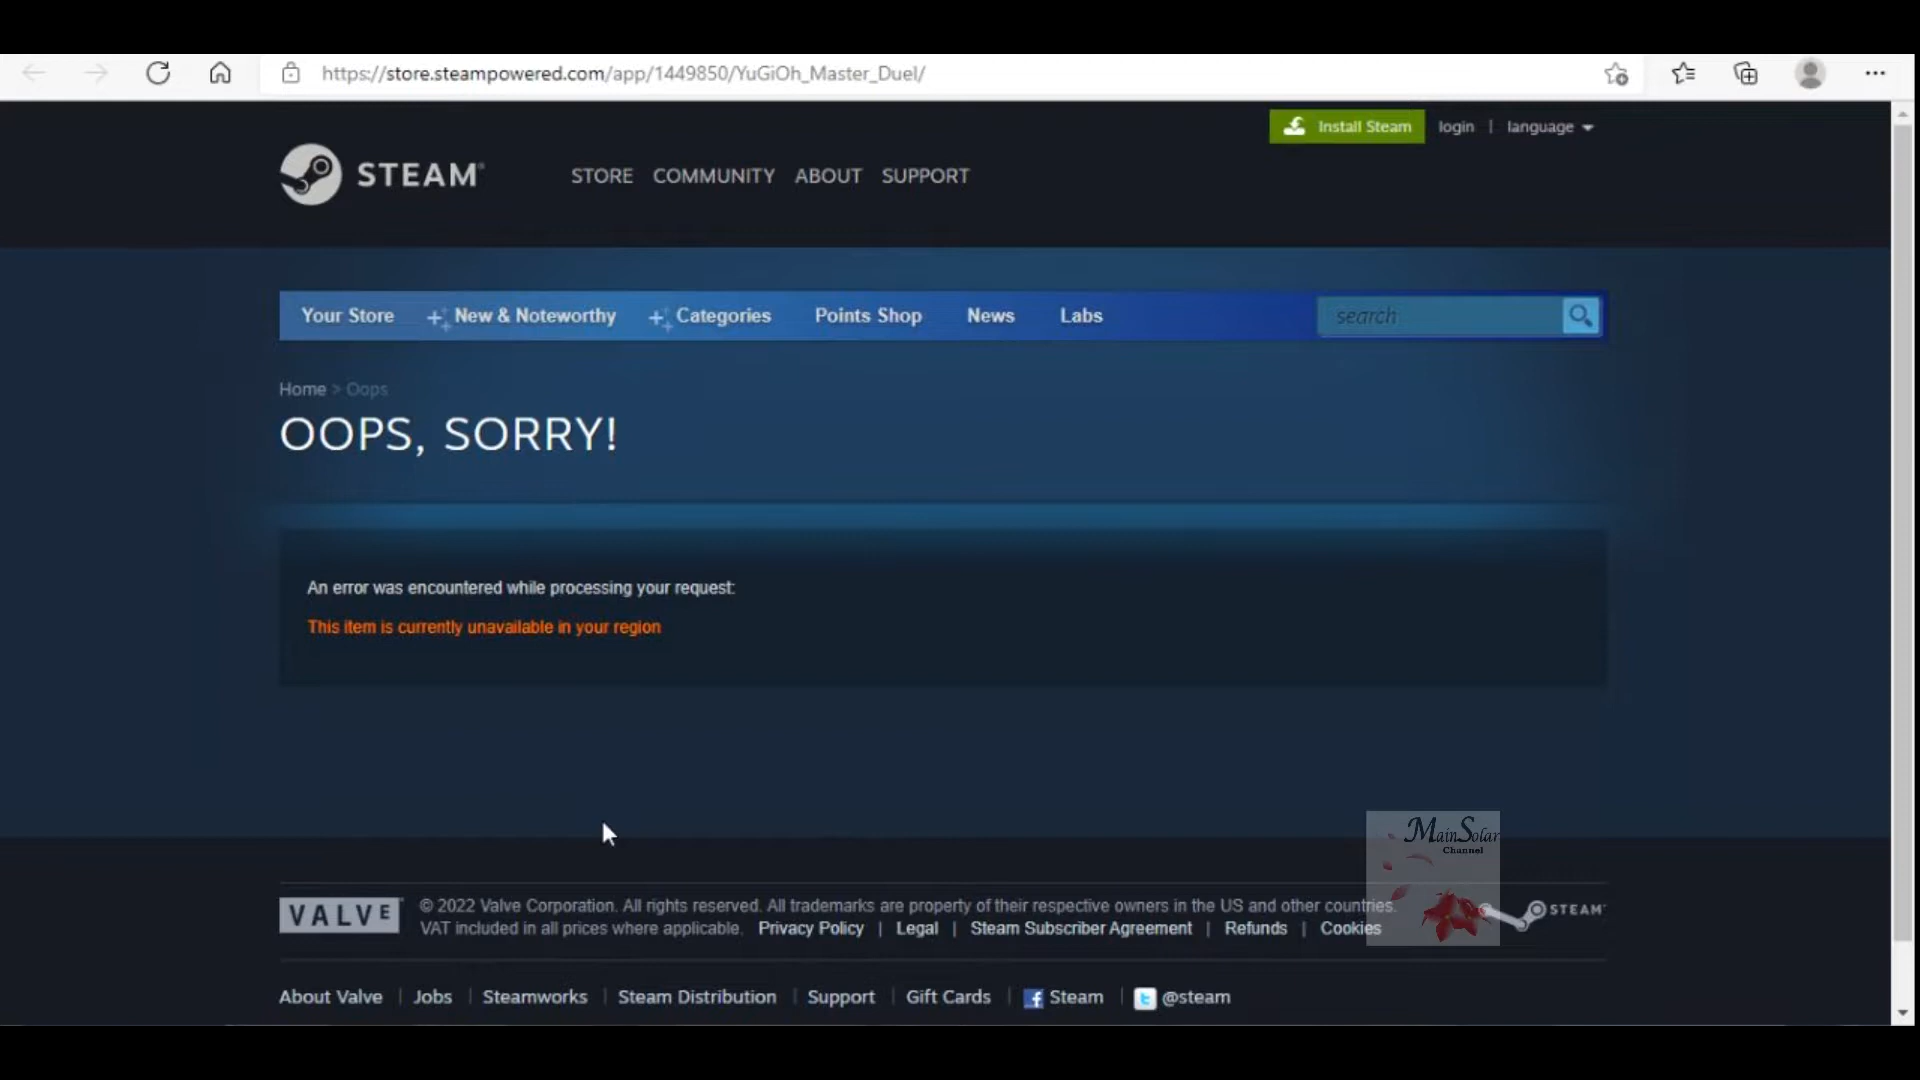 https://store.steampowered.com/app/1449850/YuGiOh_Master_Duel/
Install Steam login | language
STEAM®
STORE COMMUNITY ABOUT SUPPORT
Your Store New & Noteworthy Categories Points Shop News Labs search
Home > Oops
OOPS, SORRY!
An error was encountered while processing your request:
This item is currently unavailable in your region
MainSolar
Channel
VALVE
© 2022 Valve Corporation. All rights reserved. All trademarks are property of their respective owners in the US and other countries.
VAT included in all prices where applicable. Privacy Policy | Legal | Steam Subscriber Agreement | Refunds | Cookies
STEAM
About Valve | Jobs | Steamworks | Steam Distribution | Support | Gift Cards | Steam | @steam